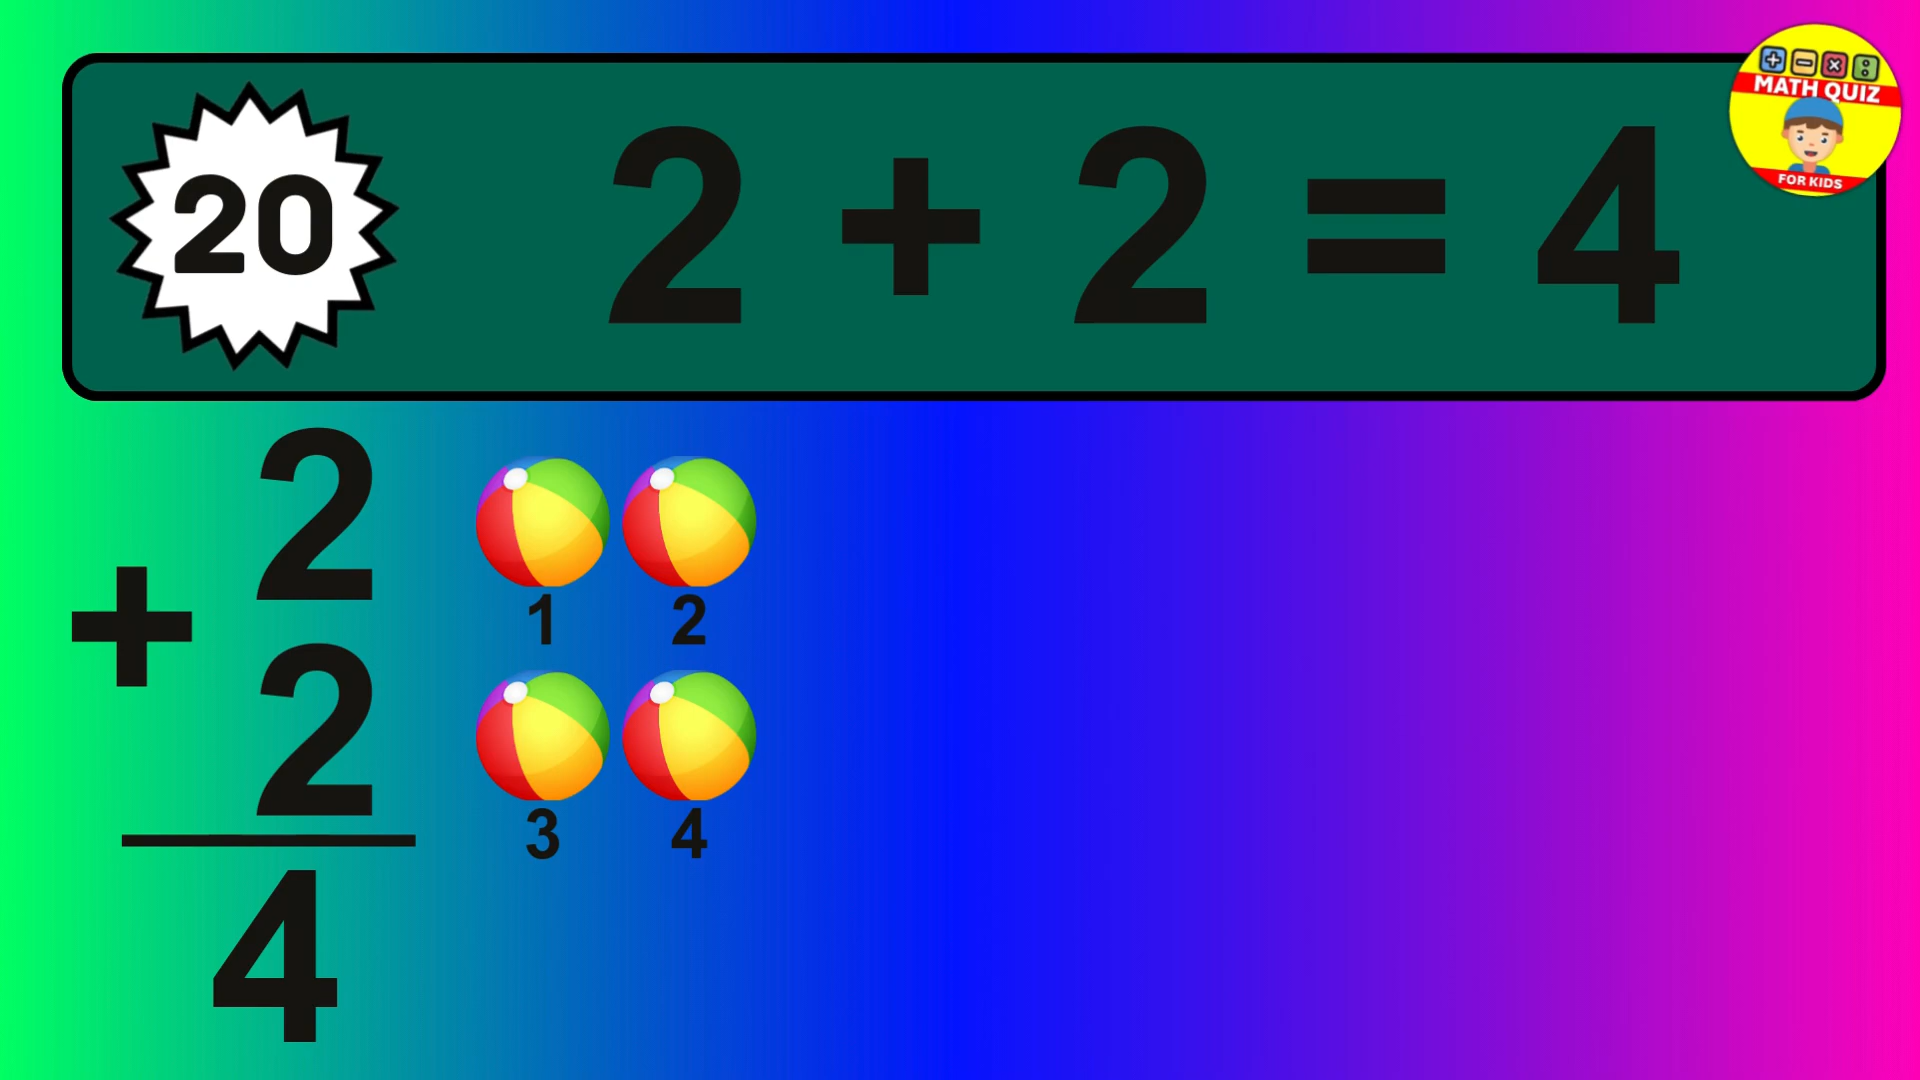 20
2 + 2 = 4
+ − × ÷
MATH QUIZ
FOR KIDS
2
+
2
4
1 2
3 4